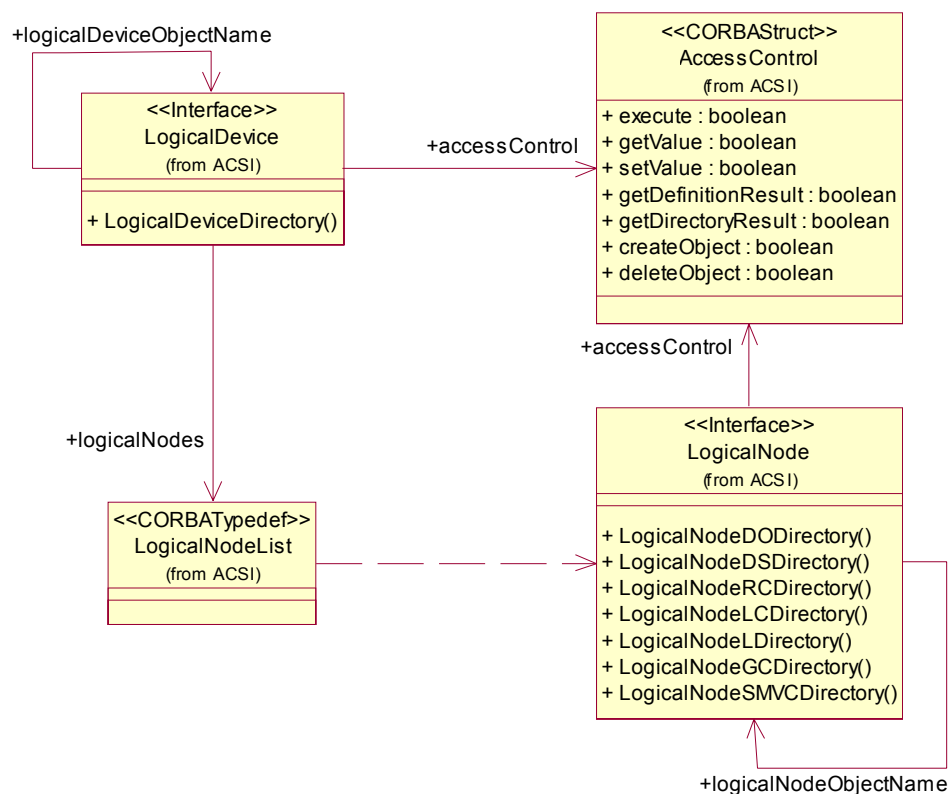 +logicalDeviceObjectName
<<Interface>>
LogicalDevice
(from ACSI)
+ LogicalDeviceDirectory()
+accessControl
<<CORBAStruct>>
AccessControl
(from ACSI)
+ execute : boolean
+ getValue : boolean
+ setValue : boolean
+ getDefinitionResult : boolean
+ getDirectoryResult : boolean
+ createObject : boolean
+ deleteObject : boolean
+accessControl
+logicalNodes
<<CORBATypedef>>
LogicalNodeList
(from ACSI)
<<Interface>>
LogicalNode
(from ACSI)
+ LogicalNodeDODirectory()
+ LogicalNodeDSDirectory()
+ LogicalNodeRCDirectory()
+ LogicalNodeLCDirectory()
+ LogicalNodeLDirectory()
+ LogicalNodeGCDirectory()
+ LogicalNodeSMVCDirectory()
+logicalNodeObjectName